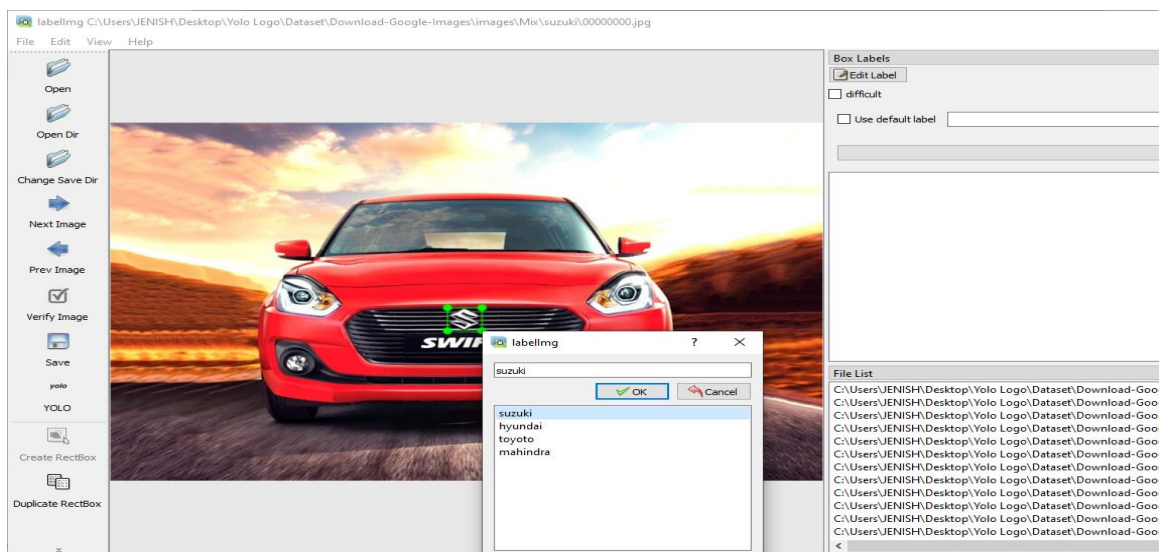 labelImg C:\Users\JENISH\Desktop\Yolo Logo\Dataset\Download-Google-Images\images\Mix\suzuki\00000000.jpg
File Edit View Help
Open
Open Dir
Change Save Dir
Next Image
Prev Image
Verify Image
Save
yolo
YOLO
Create RectBox
Duplicate RectBox
SWIF
labelImg
suzuki
OK
Cancel
suzuki
hyundai
toyoto
mahindra
Box Labels
Edit Label
difficult
Use default label
File List
C:\Users\JENISH\Desktop\Yolo Logo\Dataset\Download-Goo
C:\Users\JENISH\Desktop\Yolo Logo\Dataset\Download-Goo
C:\Users\JENISH\Desktop\Yolo Logo\Dataset\Download-Goo
C:\Users\JENISH\Desktop\Yolo Logo\Dataset\Download-Goo
C:\Users\JENISH\Desktop\Yolo Logo\Dataset\Download-Goo
C:\Users\JENISH\Desktop\Yolo Logo\Dataset\Download-Goo
C:\Users\JENISH\Desktop\Yolo Logo\Dataset\Download-Goo
C:\Users\JENISH\Desktop\Yolo Logo\Dataset\Download-Goo
C:\Users\JENISH\Desktop\Yolo Logo\Dataset\Download-Goo
C:\Users\JENISH\Desktop\Yolo Logo\Dataset\Download-Goo
C:\Users\JENISH\Desktop\Yolo Logo\Dataset\Download-Goo
C:\Users\JENISH\Desktop\Yolo Logo\Dataset\Download-Goo